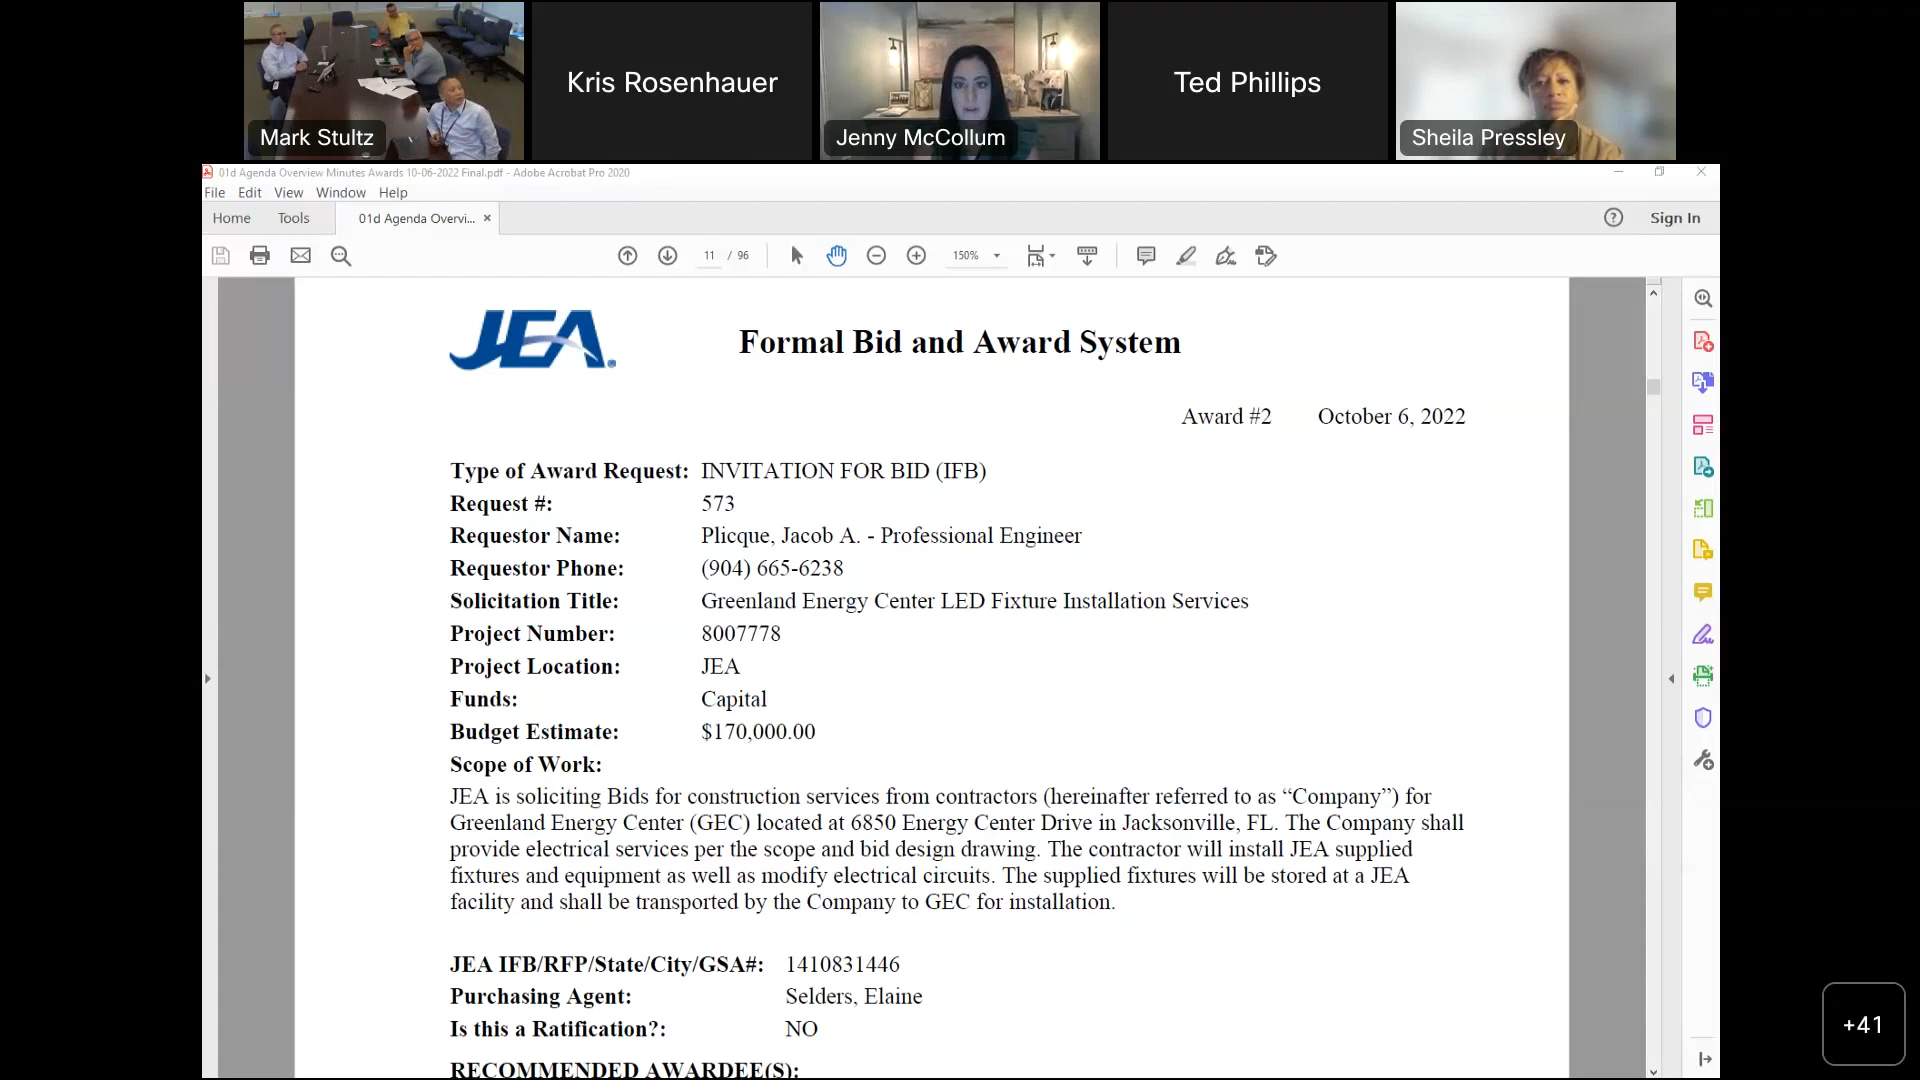 Mark Stultz
Kris Rosenhauer
Jenny McCollum
Ted Phillips
Sheila Pressley
01d Agenda Overview Minutes Awards 10-06-2022 Final.pdf - Adobe Acrobat Pro 2020
File Edit View Window Help
Home Tools 01d Agenda Overvi... × Sign In
11 / 96 150%
JEA
Formal Bid and Award System
Award #2 October 6, 2022
Type of Award Request: INVITATION FOR BID (IFB)
Request #: 573
Requestor Name: Plicque, Jacob A. - Professional Engineer
Requestor Phone: (904) 665-6238
Solicitation Title: Greenland Energy Center LED Fixture Installation Services
Project Number: 8007778
Project Location: JEA
Funds: Capital
Budget Estimate: $170,000.00
Scope of Work:
JEA is soliciting Bids for construction services from contractors (hereinafter referred to as “Company”) for
Greenland Energy Center (GEC) located at 6850 Energy Center Drive in Jacksonville, FL. The Company shall
provide electrical services per the scope and bid design drawing. The contractor will install JEA supplied
fixtures and equipment as well as modify electrical circuits. The supplied fixtures will be stored at a JEA
facility and shall be transported by the Company to GEC for installation.
JEA IFB/RFP/State/City/GSA#: 1410831446
Purchasing Agent: Selders, Elaine
Is this a Ratification?: NO
RECOMMENDED AWARDEE(S):
+41